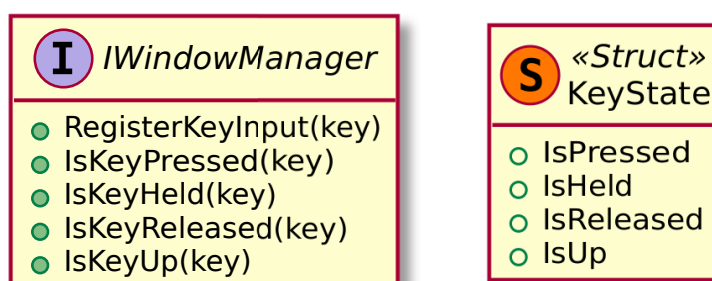 I IWindowManager
RegisterKeyInput(key)
IsKeyPressed(key)
IsKeyHeld(key)
IsKeyReleased(key)
IsKeyUp(key)
S «Struct»
KeyState
IsPressed
IsHeld
IsReleased
IsUp